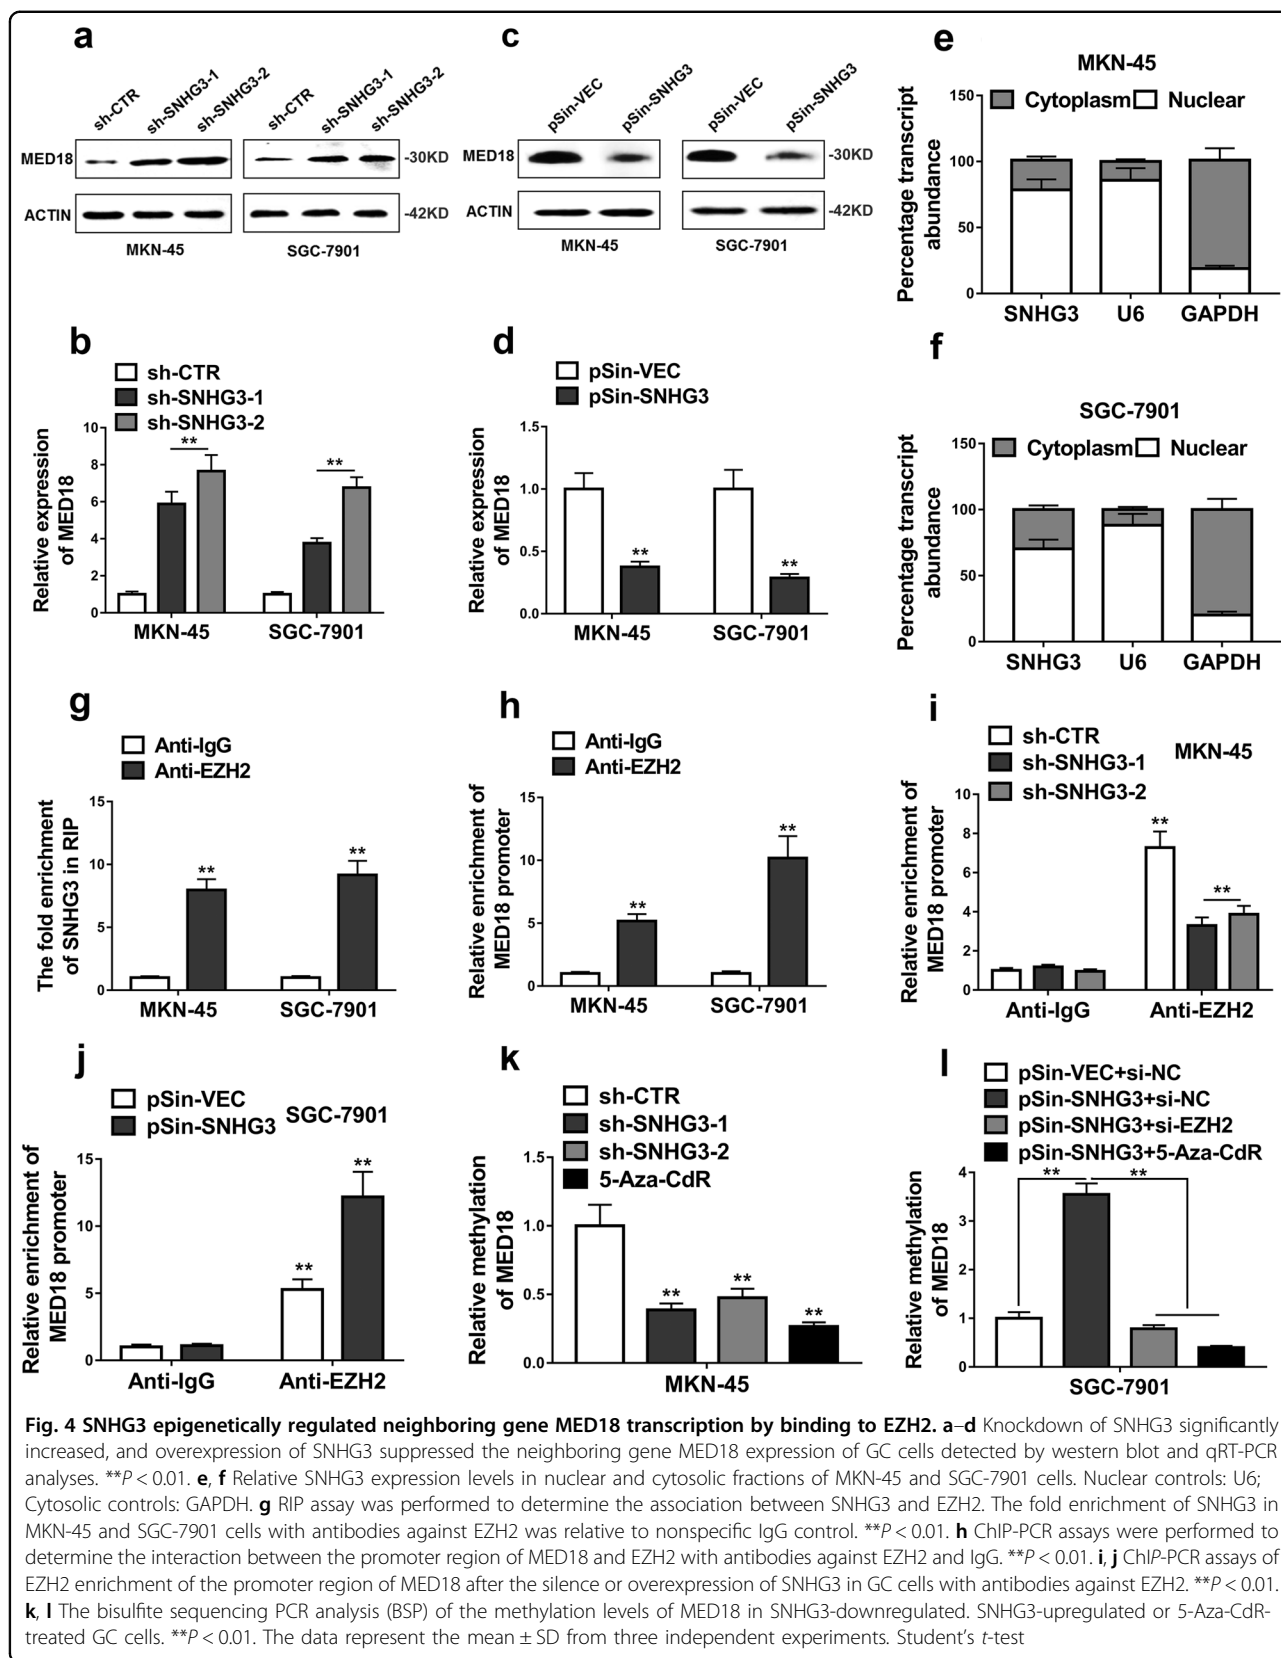 a
sh-CTR
sh-SNHG3-1
sh-SNHG3-2
sh-CTR
sh-SNHG3-1
sh-SNHG3-2
MED18
-30KD
ACTIN
-42KD
MKN-45
SGC-7901
c
pSin-VEC
pSin-SNHG3
pSin-VEC
pSin-SNHG3
MED18
-30KD
ACTIN
-42KD
MKN-45
SGC-7901
e
MKN-45
Cytoplasm
Nuclear
Percentage transcript
abundance
150
100
50
0
SNHG3 U6 GAPDH
b
sh-CTR
sh-SNHG3-1
sh-SNHG3-2
Relative expression
of MED18
10
8
6
4
2
0
**
**
MKN-45 SGC-7901
d
pSin-VEC
pSin-SNHG3
Relative expression
of MED18
1.5
1.0
0.5
0.0
**
**
MKN-45 SGC-7901
f
SGC-7901
Cytoplasm
Nuclear
Percentage transcript
abundance
150
100
50
0
SNHG3 U6 GAPDH
g
Anti-IgG
Anti-EZH2
The fold enrichment
of SNHG3 in RIP
15
10
5
0
**
**
MKN-45 SGC-7901
h
Anti-IgG
Anti-EZH2
Relative enrichment of
MED18 promoter
15
10
5
0
**
**
MKN-45 SGC-7901
i
sh-CTR
sh-SNHG3-1
sh-SNHG3-2
MKN-45
Relative enrichment of
MED18 promoter
10
8
6
4
2
0
**
**
Anti-IgG Anti-EZH2
j
pSin-VEC
pSin-SNHG3
SGC-7901
Relative enrichment of
MED18 promoter
15
10
5
0
**
**
Anti-IgG Anti-EZH2
k
sh-CTR
sh-SNHG3-1
sh-SNHG3-2
5-Aza-CdR
Relative methylation
of MED18
1.5
1.0
0.5
0.0
**
**
**
MKN-45
l
pSin-VEC+si-NC
pSin-SNHG3+si-NC
pSin-SNHG3+si-EZH2
pSin-SNHG3+5-Aza-CdR
Relative methylation
of MED18
4
3
2
1
0
**
**
SGC-7901
Fig. 4 SNHG3 epigenetically regulated neighboring gene MED18 transcription by binding to EZH2. a–d Knockdown of SNHG3 significantly
increased, and overexpression of SNHG3 suppressed the neighboring gene MED18 expression of GC cells detected by western blot and qRT-PCR
analyses. **P < 0.01. e, f Relative SNHG3 expression levels in nuclear and cytosolic fractions of MKN-45 and SGC-7901 cells. Nuclear controls: U6;
Cytosolic controls: GAPDH. g RIP assay was performed to determine the association between SNHG3 and EZH2. The fold enrichment of SNHG3 in
MKN-45 and SGC-7901 cells with antibodies against EZH2 was relative to nonspecific IgG control. **P < 0.01. h ChIP-PCR assays were performed to
determine the interaction between the promoter region of MED18 and EZH2 with antibodies against EZH2 and IgG. **P < 0.01. i, j ChIP-PCR assays of
EZH2 enrichment of the promoter region of MED18 after the silence or overexpression of SNHG3 in GC cells with antibodies against EZH2. **P < 0.01.
k, l The bisulfite sequencing PCR analysis (BSP) of the methylation levels of MED18 in SNHG3-downregulated. SNHG3-upregulated or 5-Aza-CdR-
treated GC cells. **P < 0.01. The data represent the mean ± SD from three independent experiments. Student's t-test